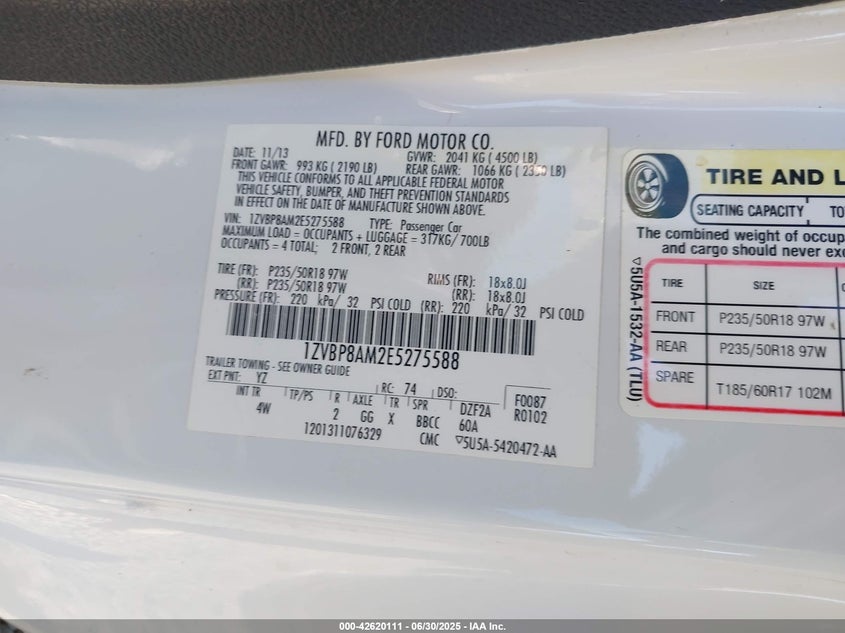 MFD. BY FORD MOTOR CO.
DATE: 11/13 GVWR: 2041 KG ( 4500 LB)
FRONT GAWR: 993 KG ( 2190 LB) REAR GAWR: 1066 KG ( 2350 LB)
THIS VEHICLE CONFORMS TO ALL APPLICABLE FEDERAL MOTOR
VEHICLE SAFETY, BUMPER, AND THEFT PREVENTION STANDARDS
IN EFFECT ON THE DATE OF MANUFACTURE SHOWN ABOVE.
VIN: 1ZVBP8AM2E5275588 TYPE: Passenger Car
MAXIMUM LOAD = OCCUPANTS + LUGGAGE = 317KG/ 700LB
OCCUPANTS = 4 TOTAL; 2 FRONT, 2 REAR
TIRE (FR): P235/50R18 97W RIMS (FR): 18x8.0J
(RR): P235/50R18 97W (RR): 18x8.0J
PRESSURE (FR): 220 kPa/ 32 PSI COLD (RR): 220 kPa/ 32 PSI COLD
1ZVBP8AM2E5275588
TRAILER TOWING - SEE OWNER GUIDE
EXT PNT: YZ RC: 74 DSO: F0087
INT TR TP/PS R AXLE TR SPR DZF2A R0102
4W 2 GG X BBCC 60A
1201311076329 CMC 5U5A-5420472-AA
TIRE AND L
SEATING CAPACITY TO
The combined weight of occup
and cargo should never exc
TIRE SIZE
FRONT P235/50R18 97W
REAR P235/50R18 97W
SPARE T185/60R17 102M
5U5A-1532-AA (TLU)
000-42620111 - 06/30/2025 - IAA Inc.